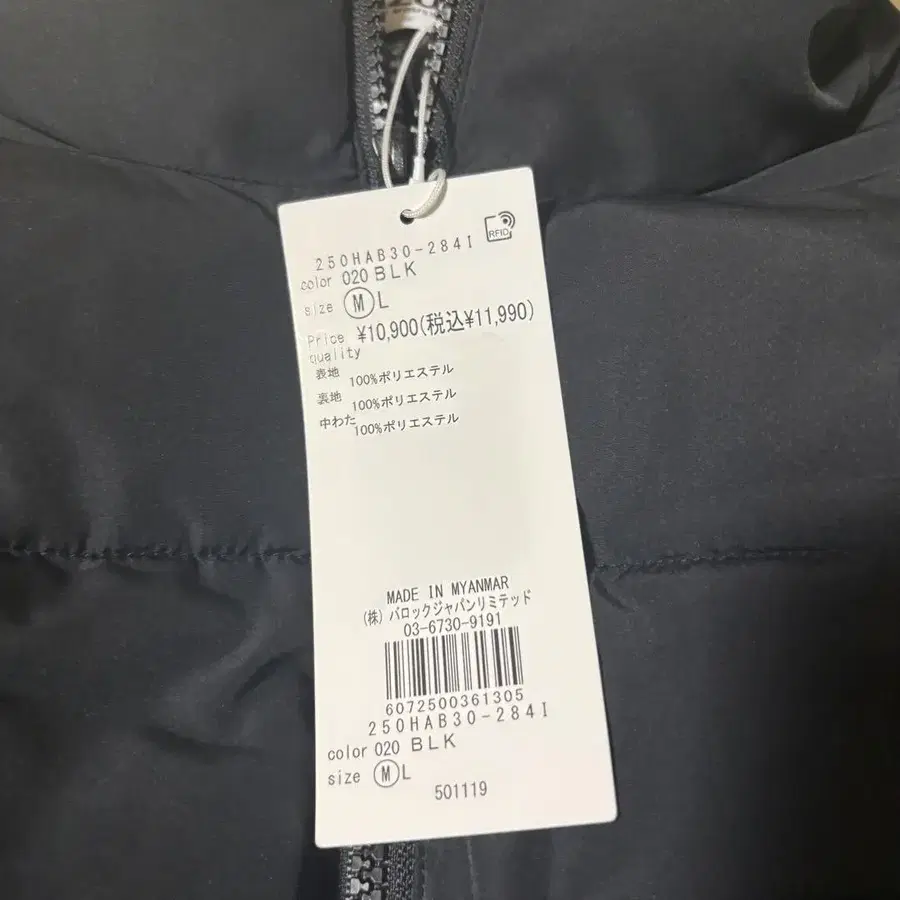 RFID
250HAB30-284I
color 020 BLK
size M L
Price ¥10,900(税込¥11,990)
quality
表地 100%ポリエステル
裏地 100%ポリエステル
中わた 100%ポリエステル
MADE IN MYANMAR
(株)バロックジャパンリミテッド
03-6730-9191
6072500361305
250HAB30-284I
color 020 BLK
size M L
501119